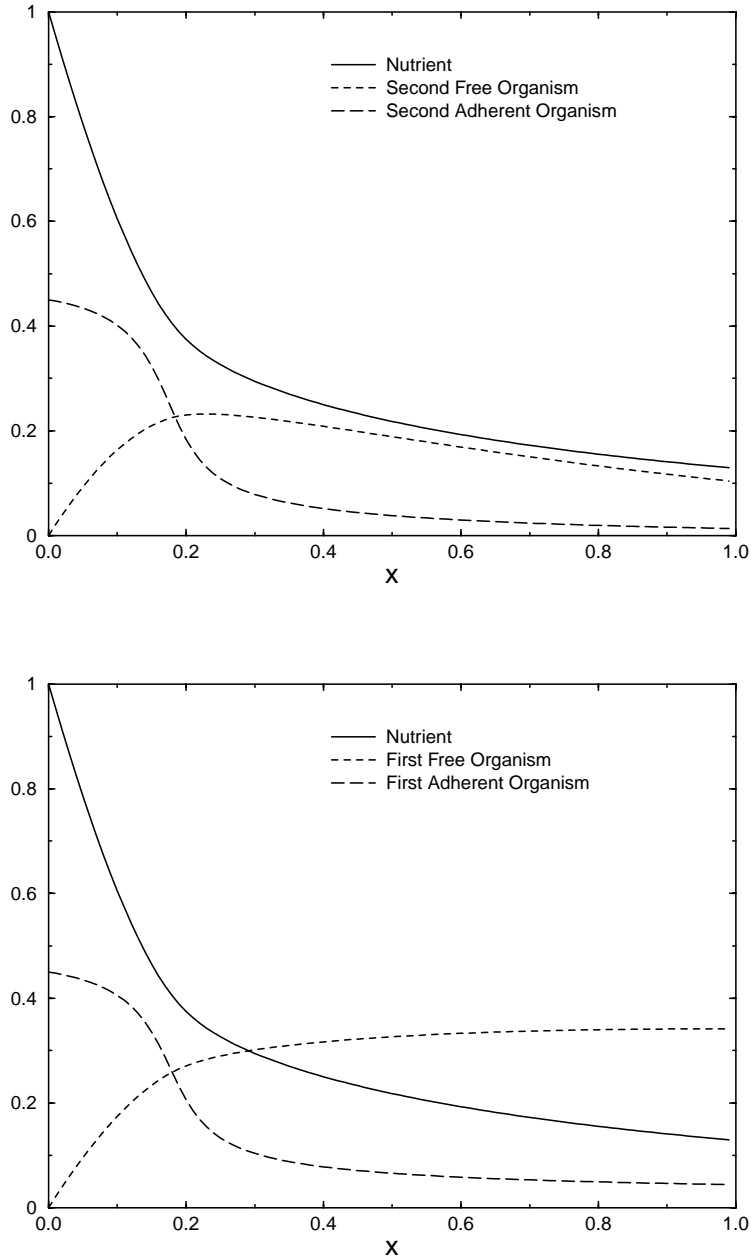 1
Nutrient
Second Free Organism
Second Adherent Organism
0.8
0.6
0.4
0.2
0
0.0 0.2 0.4 0.6 0.8 1.0
X
1
Nutrient
First Free Organism
First Adherent Organism
0.8
0.6
0.4
0.2
0
0.0 0.2 0.4 0.6 0.8 1.0
X